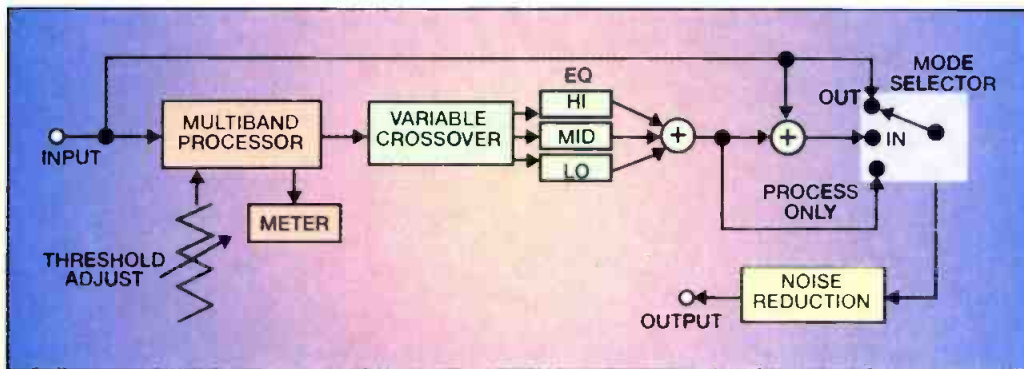 EQ
MODE
SELECTOR
HI
OUT
MULTIBAND
PROCESSOR
VARIABLE
CROSSOVER
MID
+
+
IN
INPUT
LO
PROCESS
ONLY
METER
THRESHOLD
ADJUST
NOISE
REDUCTION
OUTPUT